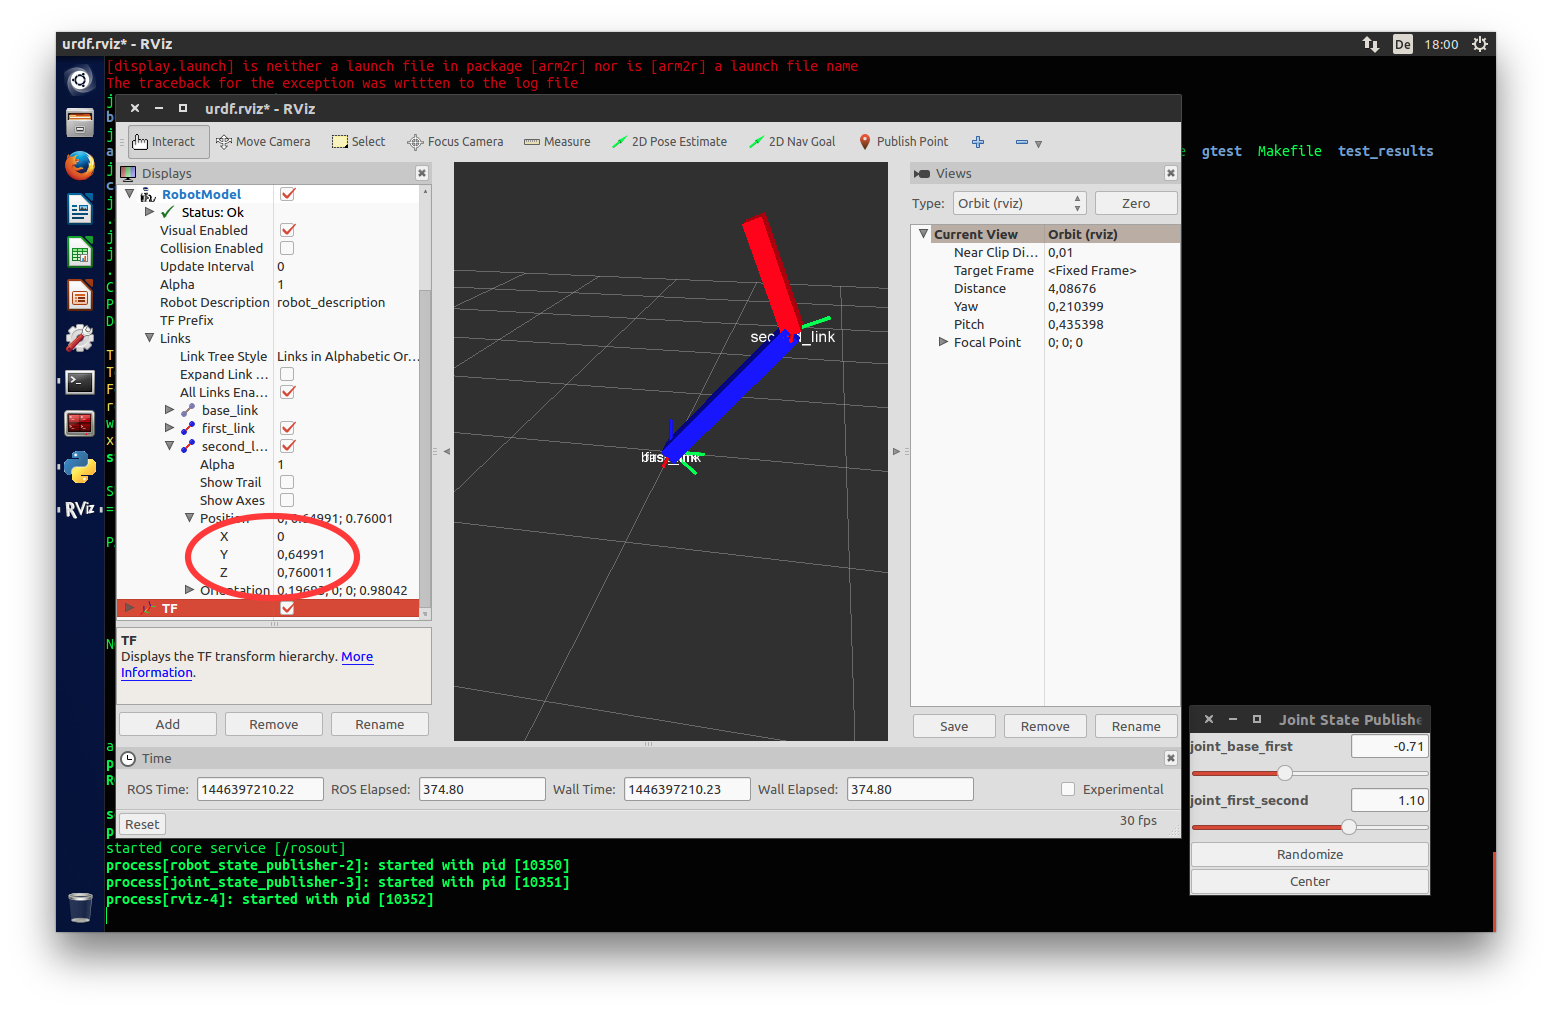 urdf.rviz* - RViz
De 18:00
[display.launch] is neither a launch file in package [arm2r] nor is [arm2r] a launch file name
The traceback for the exception was written to the log file
urdf.rviz* - RViz
Interact Move Camera Select Focus Camera Measure 2D Pose Estimate 2D Nav Goal Publish Point
gtest Makefile test_results
Displays
RobotModel
Status: Ok
Visual Enabled
Collision Enabled
Update Interval 0
Alpha 1
Robot Description robot_description
TF Prefix
Links
Link Tree Style Links in Alphabetic Or...
Expand Link ...
All Links Ena...
base_link
first_link
second_l...
Alpha 1
Show Trail
Show Axes
Position 0; 0.64991; 0.76001
X 0
Y 0,64991
Z 0,760011
Orientation 0.19693; 0; 0; 0.98042
TF
TF
Displays the TF transform hierarchy. More
Information.
Add Remove Rename
second_link
Views
Type: Orbit (rviz) Zero
Current View Orbit (rviz)
Near Clip Di... 0,01
Target Frame <Fixed Frame>
Distance 4,08676
Yaw 0,210399
Pitch 0,435398
Focal Point 0; 0; 0
Save Remove Rename
Time
ROS Time: 1446397210.22 ROS Elapsed: 374.80 Wall Time: 1446397210.23 Wall Elapsed: 374.80 Experimental
Reset 30 fps
Joint State Publishe
joint_base_first -0.71
joint_first_second 1.10
Randomize
Center
started core service [/rosout]
process[robot_state_publisher-2]: started with pid [10350]
process[joint_state_publisher-3]: started with pid [10351]
process[rviz-4]: started with pid [10352]
RViz